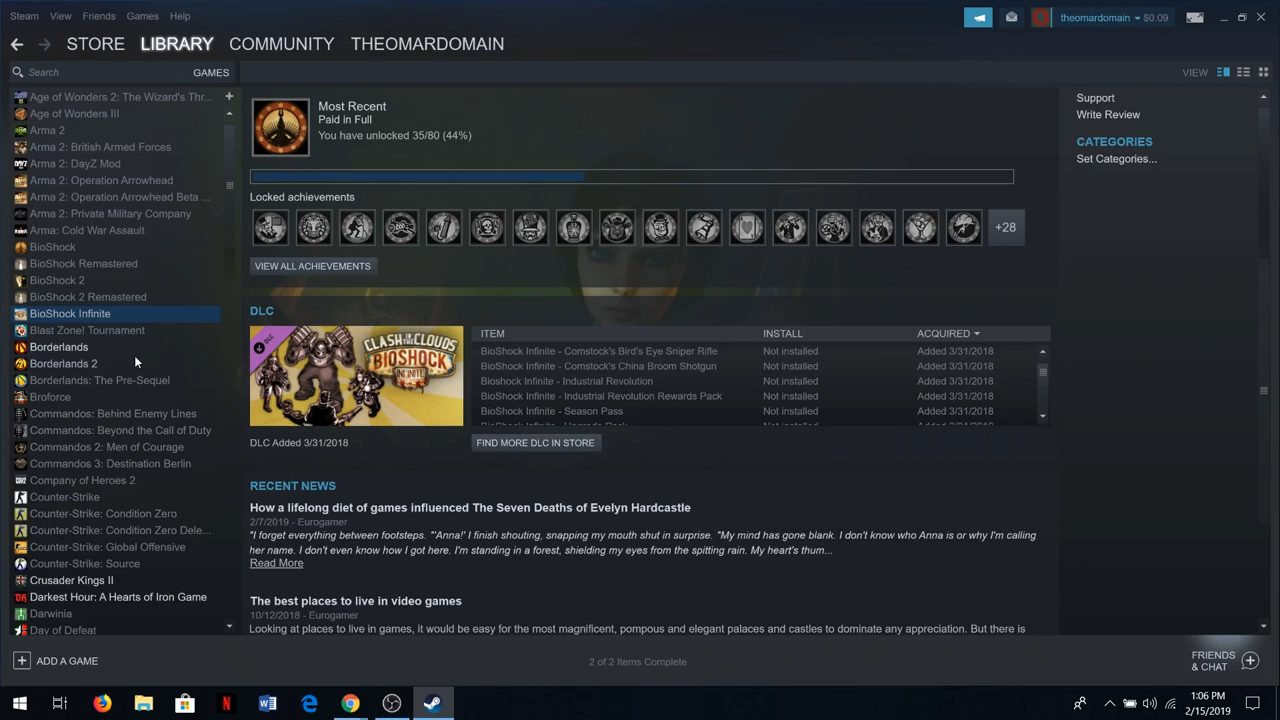 Steam View Friends Games Help
theomardomain $0.09
STORE LIBRARY COMMUNITY THEOMARDOMAIN
Search GAMES
VIEW
Age of Wonders 2: The Wizard's Thr...
Age of Wonders III
Arma 2
Arma 2: British Armed Forces
Arma 2: DayZ Mod
Arma 2: Operation Arrowhead
Arma 2: Operation Arrowhead Beta ...
Arma 2: Private Military Company
Arma: Cold War Assault
BioShock
BioShock Remastered
BioShock 2
BioShock 2 Remastered
BioShock Infinite
Blast Zone! Tournament
Borderlands
Borderlands 2
Borderlands: The Pre-Sequel
Broforce
Commandos: Behind Enemy Lines
Commandos: Beyond the Call of Duty
Commandos 2: Men of Courage
Commandos 3: Destination Berlin
Company of Heroes 2
Counter-Strike
Counter-Strike: Condition Zero
Counter-Strike: Condition Zero Dele...
Counter-Strike: Global Offensive
Counter-Strike: Source
Crusader Kings II
Darkest Hour: A Hearts of Iron Game
Darwinia
Day of Defeat
Most Recent
Paid in Full
You have unlocked 35/80 (44%)
Locked achievements
+28
VIEW ALL ACHIEVEMENTS
DLC
DLC
CLASH IN THE CLOUDS
BIOSHOCK
INFINITE
DLC Added 3/31/2018
ITEM INSTALL ACQUIRED
BioShock Infinite - Comstock's Bird's Eye Sniper Rifle Not installed Added 3/31/2018
BioShock Infinite - Comstock's China Broom Shotgun Not installed Added 3/31/2018
Bioshock Infinite - Industrial Revolution Not installed Added 3/31/2018
BioShock Infinite - Industrial Revolution Rewards Pack Not installed Added 3/31/2018
BioShock Infinite - Season Pass Not installed Added 3/31/2018
FIND MORE DLC IN STORE
RECENT NEWS
How a lifelong diet of games influenced The Seven Deaths of Evelyn Hardcastle
2/7/2019 - Eurogamer
"I forget everything between footsteps. "'Anna!' I finish shouting, snapping my mouth shut in surprise. "My mind has gone blank. I don't know who Anna is or why I'm calling
her name. I don't even know how I got here. I'm standing in a forest, shielding my eyes from the spitting rain. My heart's thum...
Read More
The best places to live in video games
10/12/2018 - Eurogamer
Looking at places to live in games, it would be easy for the most magnificent, pompous and elegant palaces and castles to dominate any appreciation. But there is
Support
Write Review
CATEGORIES
Set Categories...
ADD A GAME
2 of 2 Items Complete
FRIENDS
& CHAT
1:06 PM
2/15/2019